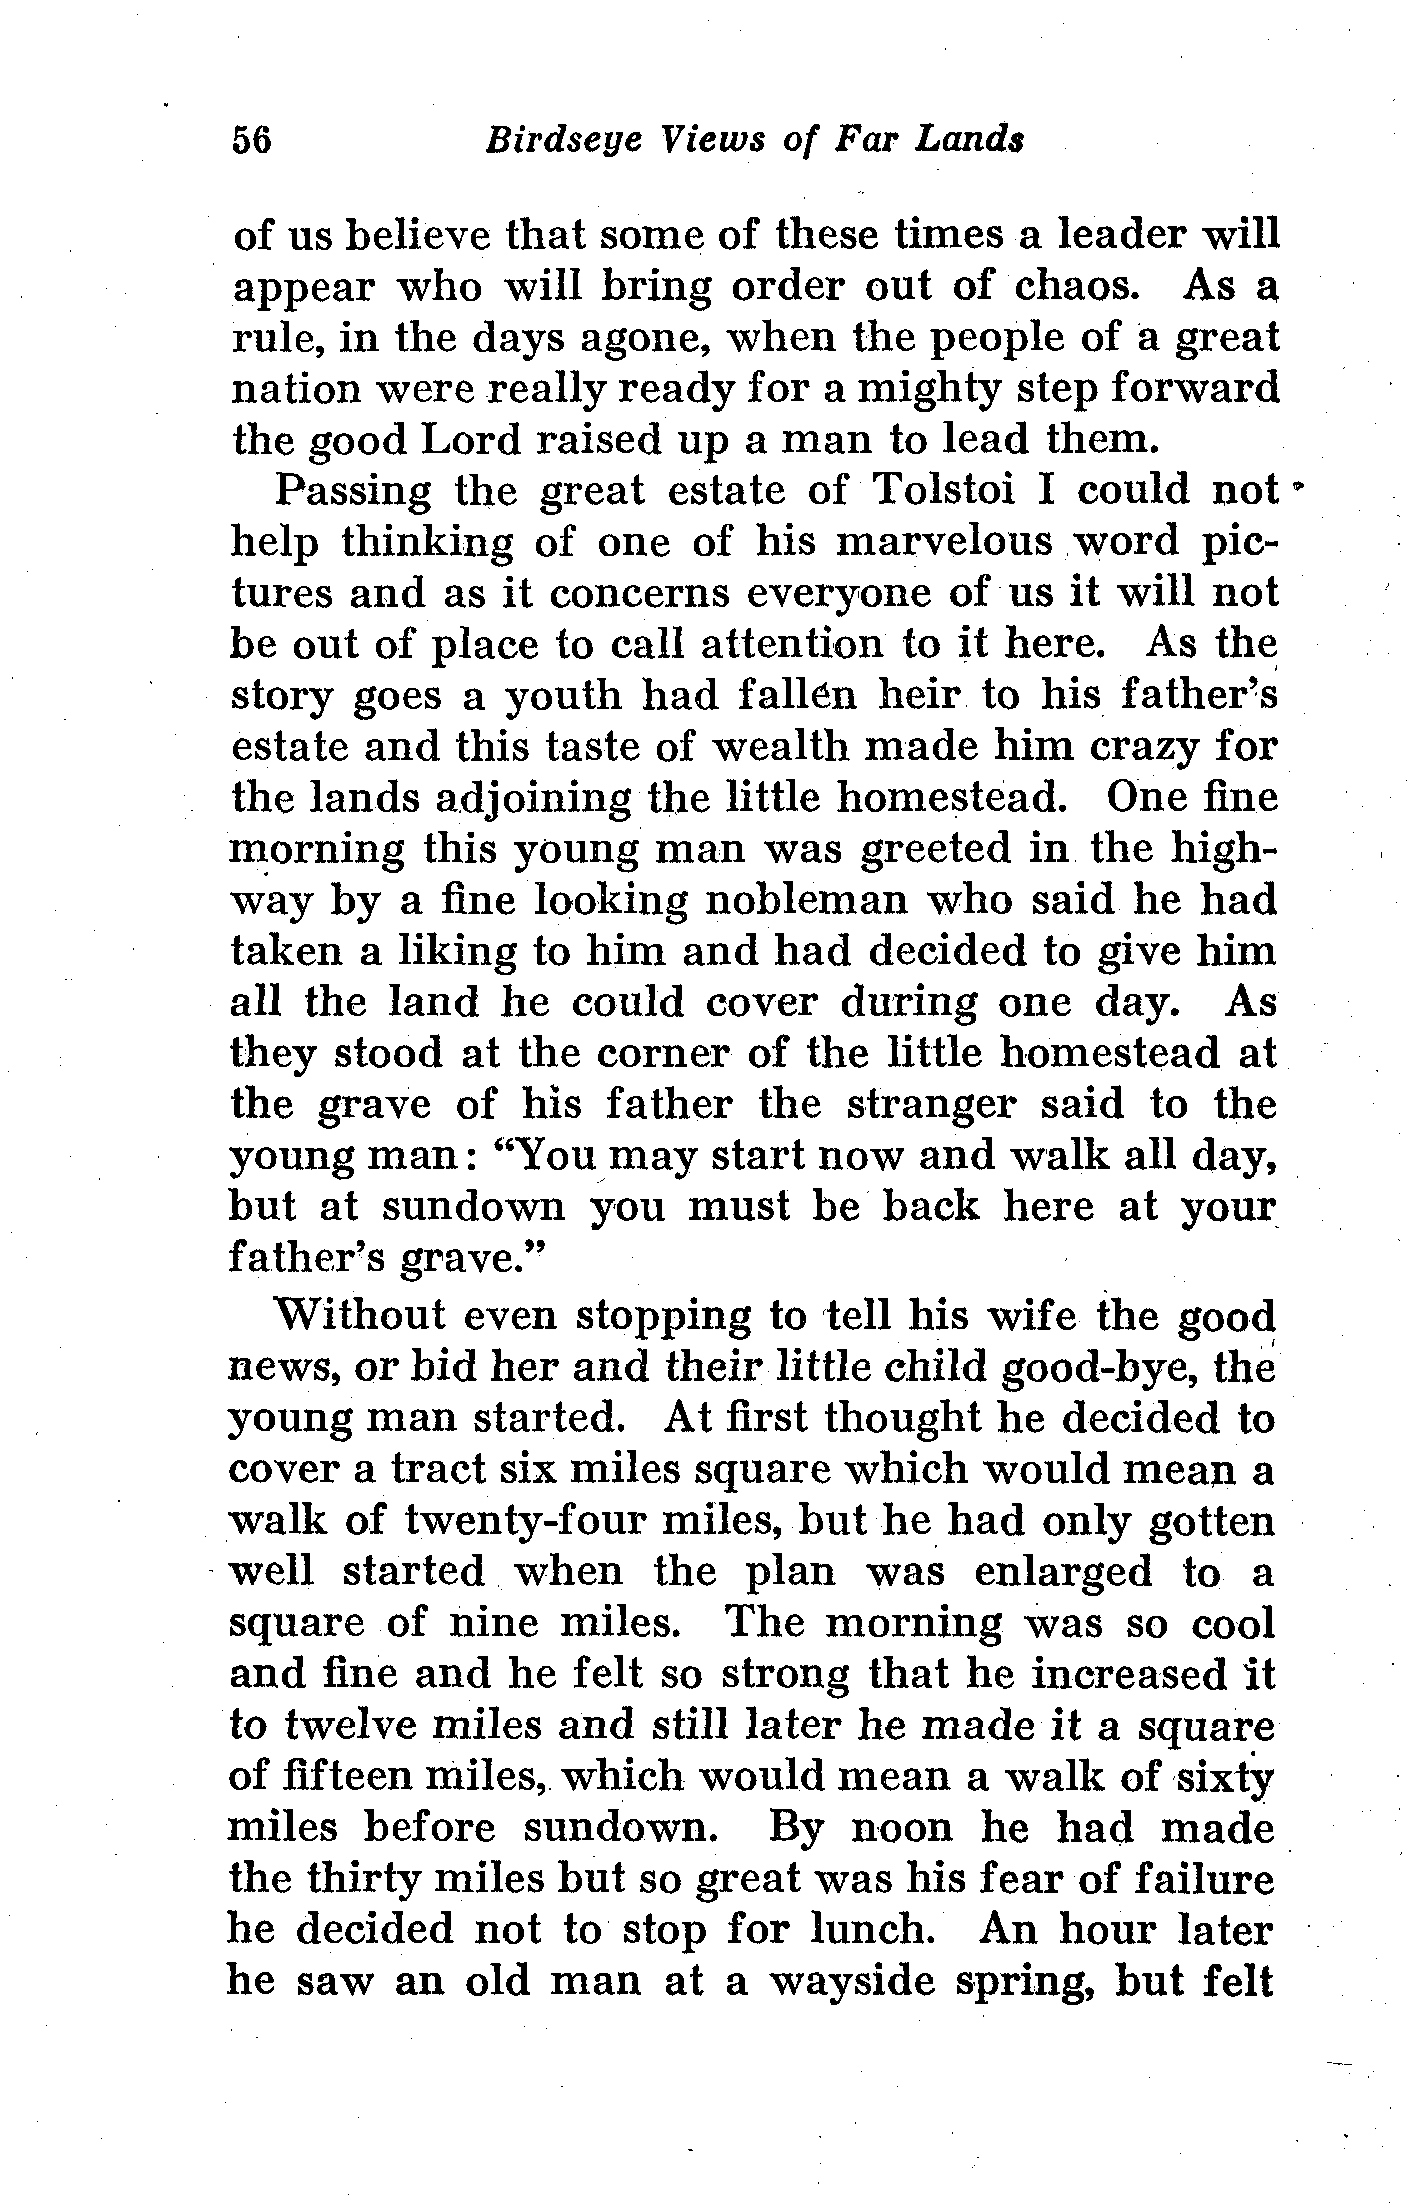 56 Birdseye Views of Far Lands
of us believe that some of these times a leader will
appear who will bring order out of chaos. As a
rule, in the days agone, when the people of a great
nation were really ready for a mighty step forward
the good Lord raised up a man to lead them.
Passing the great estate of Tolstoi I could not
help thinking of one of his marvelous word pic-
tures and as it concerns everyone of us it will not
be out of place to call attention to it here. As the
story goes a youth had fallen heir to his father's
estate and this taste of wealth made him crazy for
the lands adjoining the little homestead. One fine
morning this young man was greeted in the high-
way by a fine looking nobleman who said he had
taken a liking to him and had decided to give him
all the land he could cover during one day. As
they stood at the corner of the little homestead at
the grave of his father the stranger said to the
young man: "You may start now and walk all day,
but at sundown you must be back here at your
father's grave."
Without even stopping to tell his wife the good
news, or bid her and their little child good-bye, the
young man started. At first thought he decided to
cover a tract six miles square which would mean a
walk of twenty-four miles, but he had only gotten
well started when the plan was enlarged to a
square of nine miles. The morning was so cool
and fine and he felt so strong that he increased it
to twelve miles and still later he made it a square
of fifteen miles, which would mean a walk of sixty
miles before sundown. By noon he had made
the thirty miles but so great was his fear of failure
he decided not to stop for lunch. An hour later
he saw an old man at a wayside spring, but felt